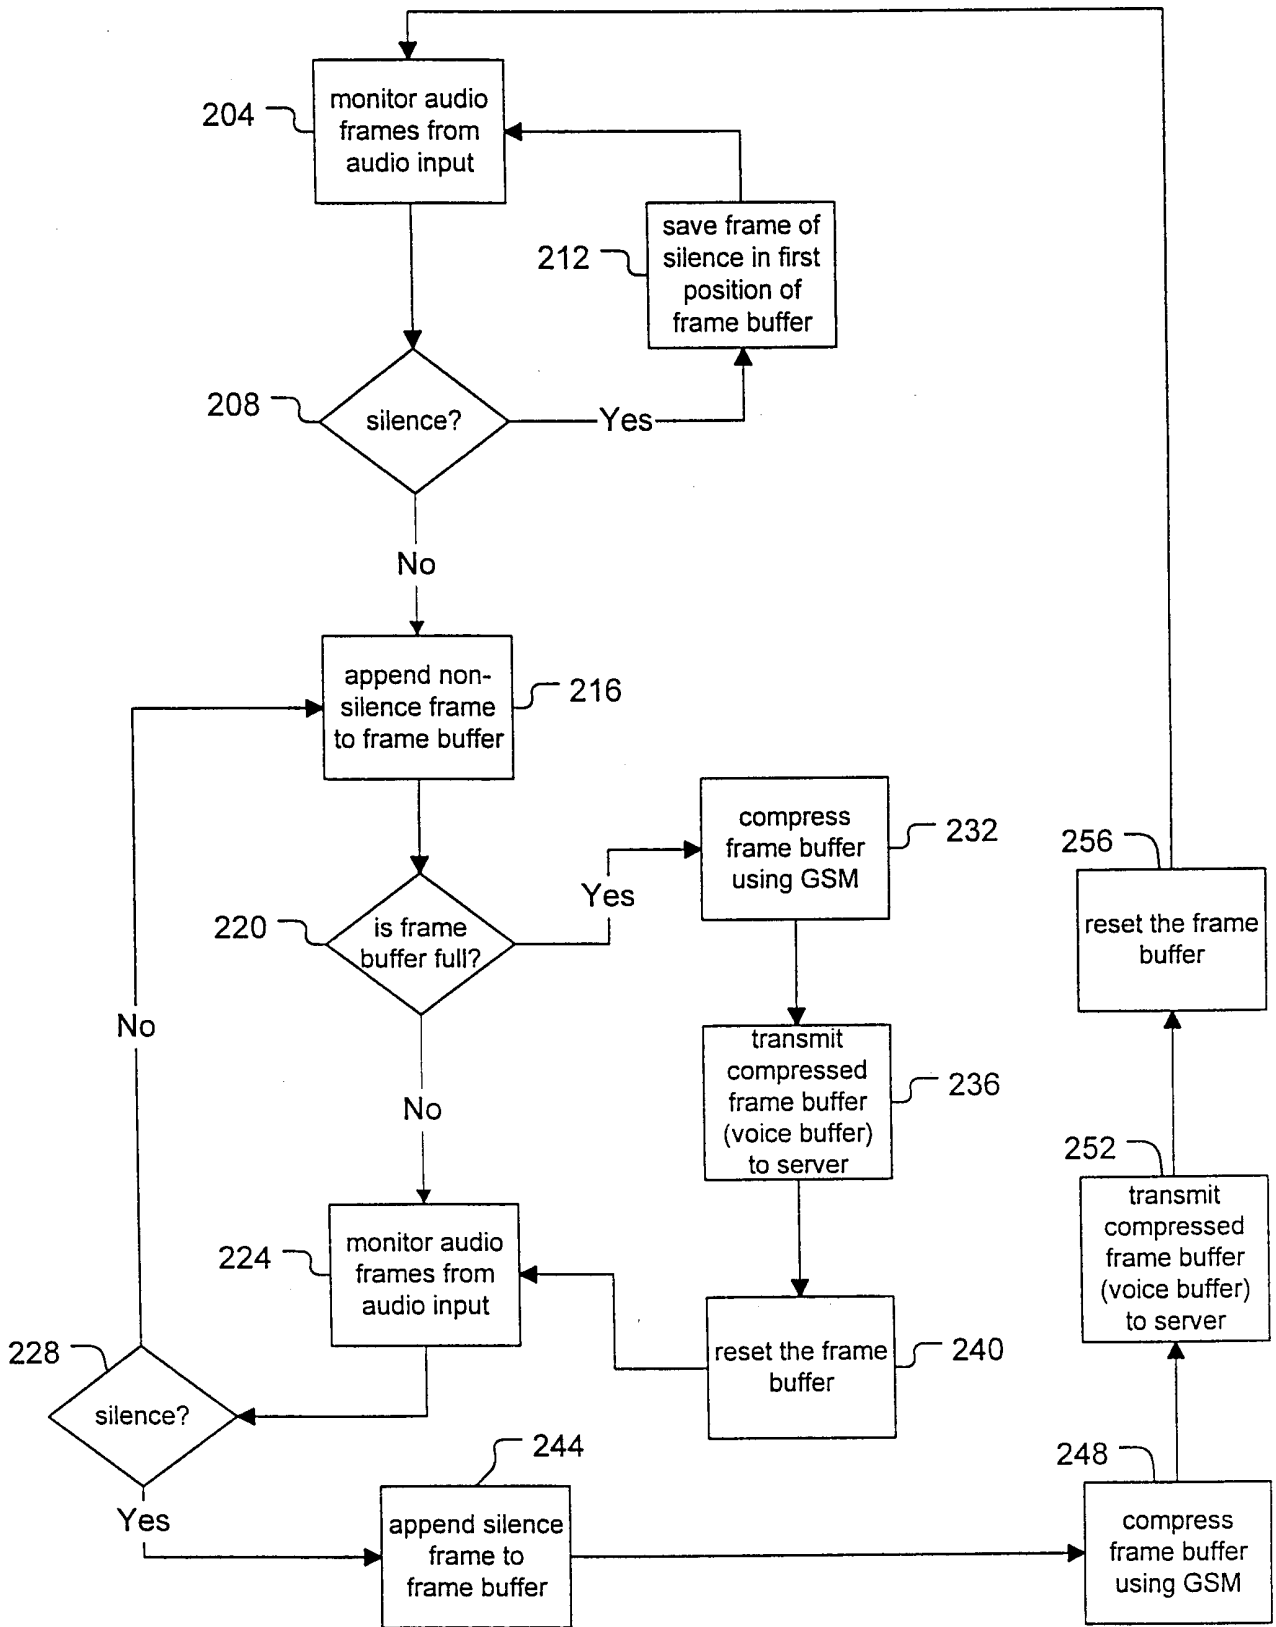 monitor audio
frames from
audio input
204
save frame of
silence in first
position of
frame buffer
212
silence?
208
Yes
No
append non-
silence frame
to frame buffer
216
compress
frame buffer
using GSM
232
256
reset the frame
buffer
is frame
buffer full?
220
Yes
No
No
transmit
compressed
frame buffer
(voice buffer)
to server
236
252
transmit
compressed
frame buffer
(voice buffer)
to server
monitor audio
frames from
audio input
224
reset the frame
buffer
240
228
silence?
Yes
244
append silence
frame to
frame buffer
248
compress
frame buffer
using GSM